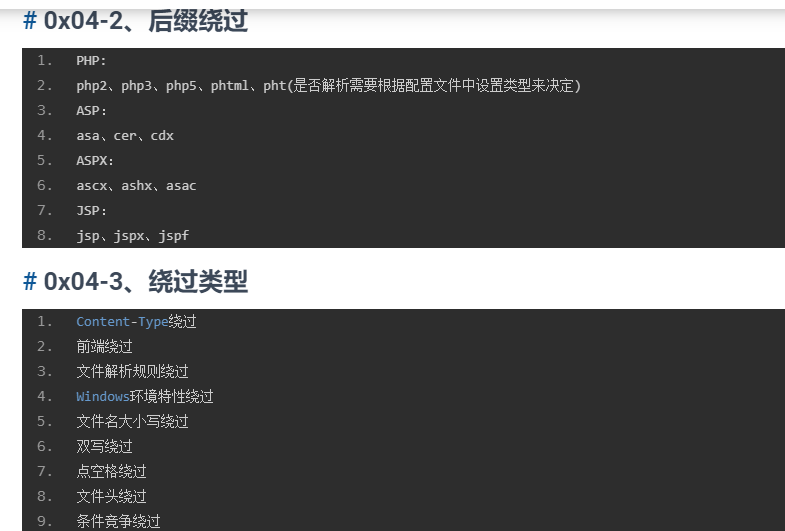 # 0x04-2、后缀绕过
1. PHP:
2. php2、php3、php5、phtml、pht(是否解析需要根据配置文件中设置类型来决定)
3. ASP:
4. asa、cer、cdx
5. ASPX:
6. ascx、ashx、asac
7. JSP:
8. jsp、jspx、jspf
# 0x04-3、绕过类型
1. Content-Type绕过
2. 前端绕过
3. 文件解析规则绕过
4. Windows环境特性绕过
5. 文件名大小写绕过
6. 双写绕过
7. 点空格绕过
8. 文件头绕过
9. 条件竞争绕过